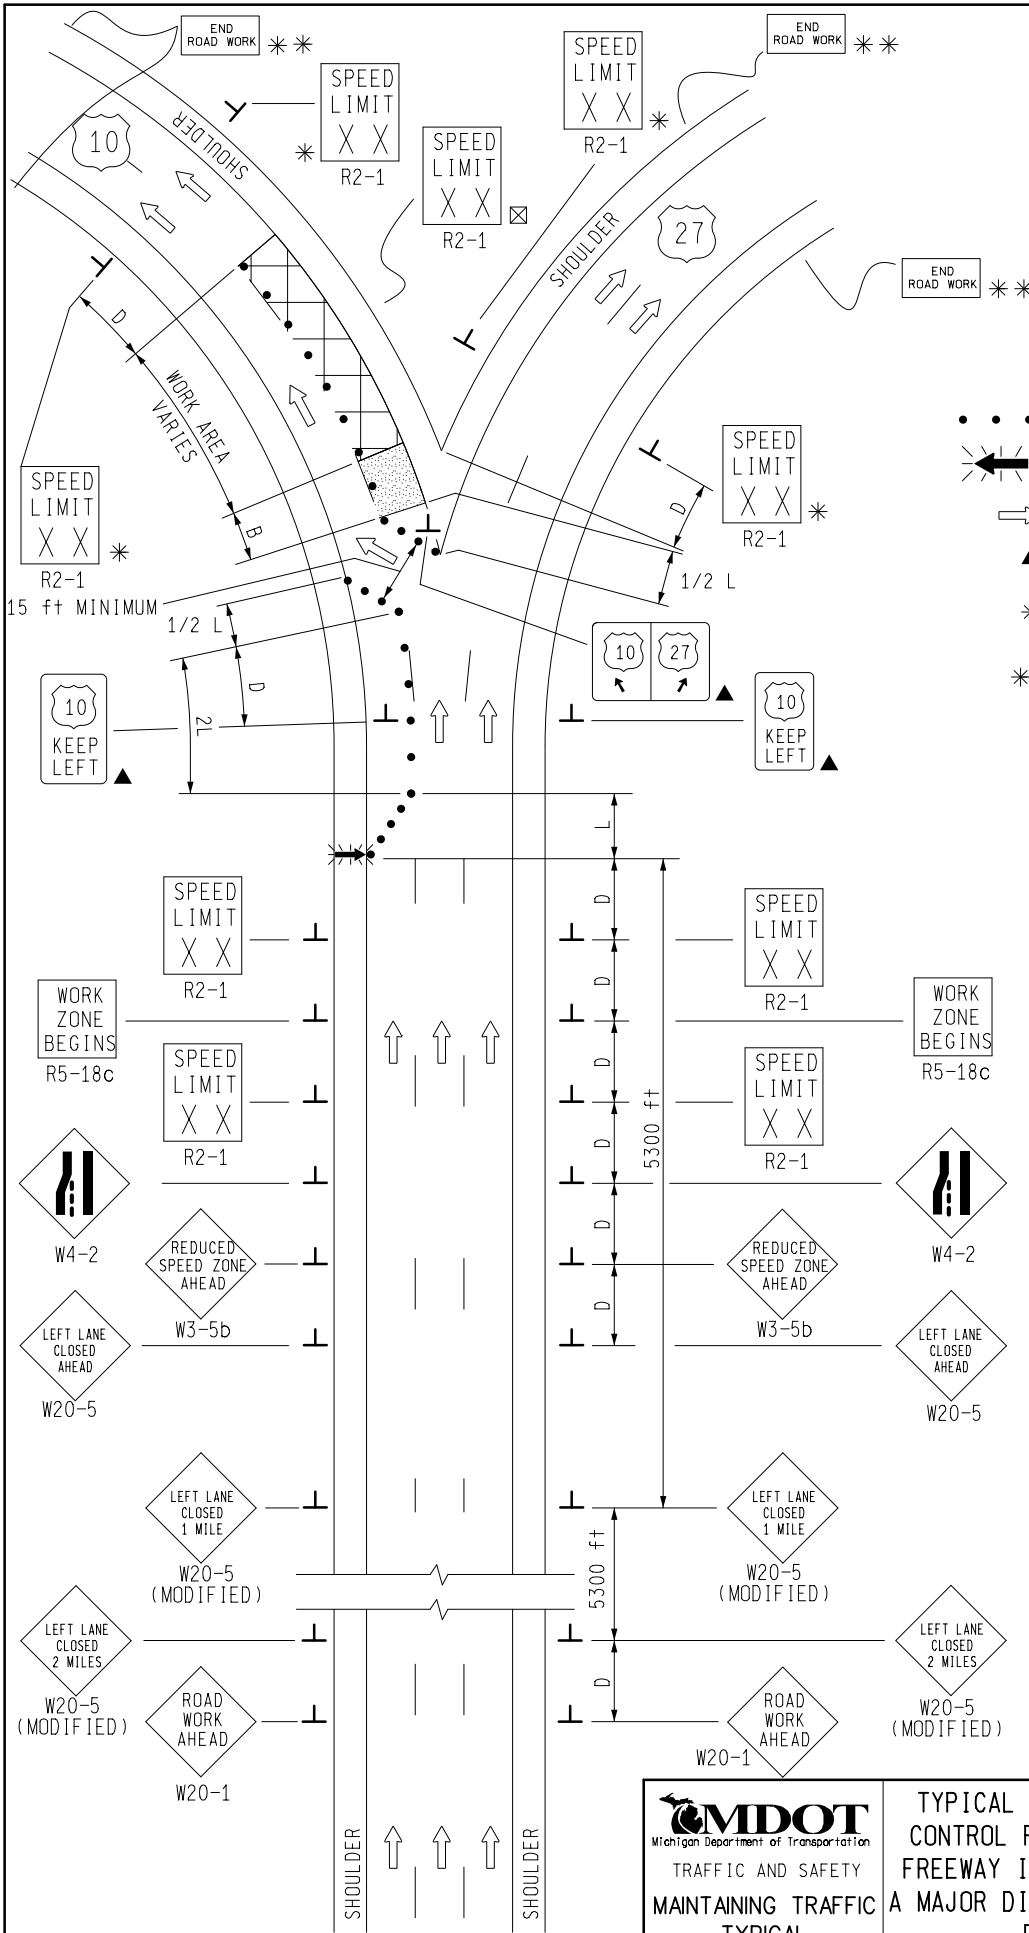 END
ROAD WORK
**
SPEED
LIMIT
X X
*
R2-1
SPEED
LIMIT
X X
R2-1
SPEED
LIMIT
X X
*
R2-1
END
ROAD WORK
**
10
SHOULDER
SHOULDER
27
END
ROAD WORK
**
D
WORK AREA
VARIES
B
SPEED
LIMIT
X X
*
R2-1
SPEED
LIMIT
X X
*
R2-1
D
1/2 L
15 ft MINIMUM
1/2 L
D
2L
10
27
10
KEEP
LEFT
10
KEEP
LEFT
L
D
SPEED
LIMIT
X X
R2-1
SPEED
LIMIT
X X
R2-1
D
WORK
ZONE
BEGINS
R5-18c
WORK
ZONE
BEGINS
R5-18c
D
SPEED
LIMIT
X X
R2-1
SPEED
LIMIT
X X
R2-1
5300 ft
D
W4-2
W4-2
D
REDUCED
SPEED ZONE
AHEAD
W3-5b
REDUCED
SPEED ZONE
AHEAD
W3-5b
D
LEFT LANE
CLOSED
AHEAD
W20-5
LEFT LANE
CLOSED
AHEAD
W20-5
LEFT LANE
CLOSED
1 MILE
W20-5
(MODIFIED)
LEFT LANE
CLOSED
1 MILE
W20-5
(MODIFIED)
5300 ft
LEFT LANE
CLOSED
2 MILES
W20-5
(MODIFIED)
LEFT LANE
CLOSED
2 MILES
W20-5
(MODIFIED)
D
ROAD
WORK
AHEAD
W20-1
ROAD
WORK
AHEAD
W20-1
SHOULDER
SHOULDER
MDOT
Michigan Department of Transportation
TRAFFIC AND SAFETY
MAINTAINING TRAFFIC
TYPICAL
TYPICAL
CONTROL
FREEWAY
A MAJOR